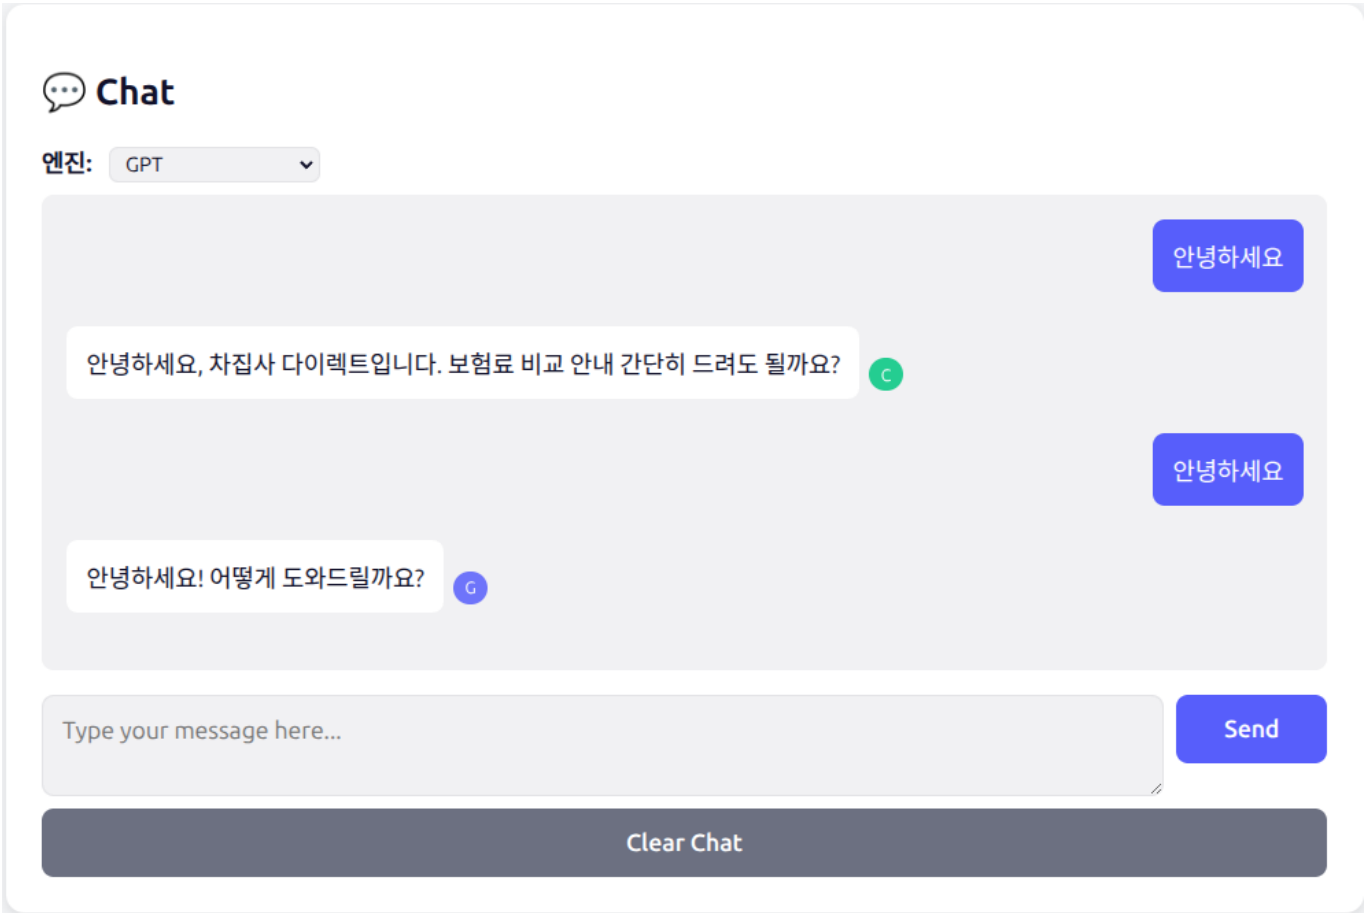 💬 Chat
엔진: GPT
안녕하세요
안녕하세요, 차집사 다이렉트입니다. 보험료 비교 안내 간단히 드려도 될까요?
C
안녕하세요
안녕하세요! 어떻게 도와드릴까요?
G
Type your message here...
Send
Clear Chat